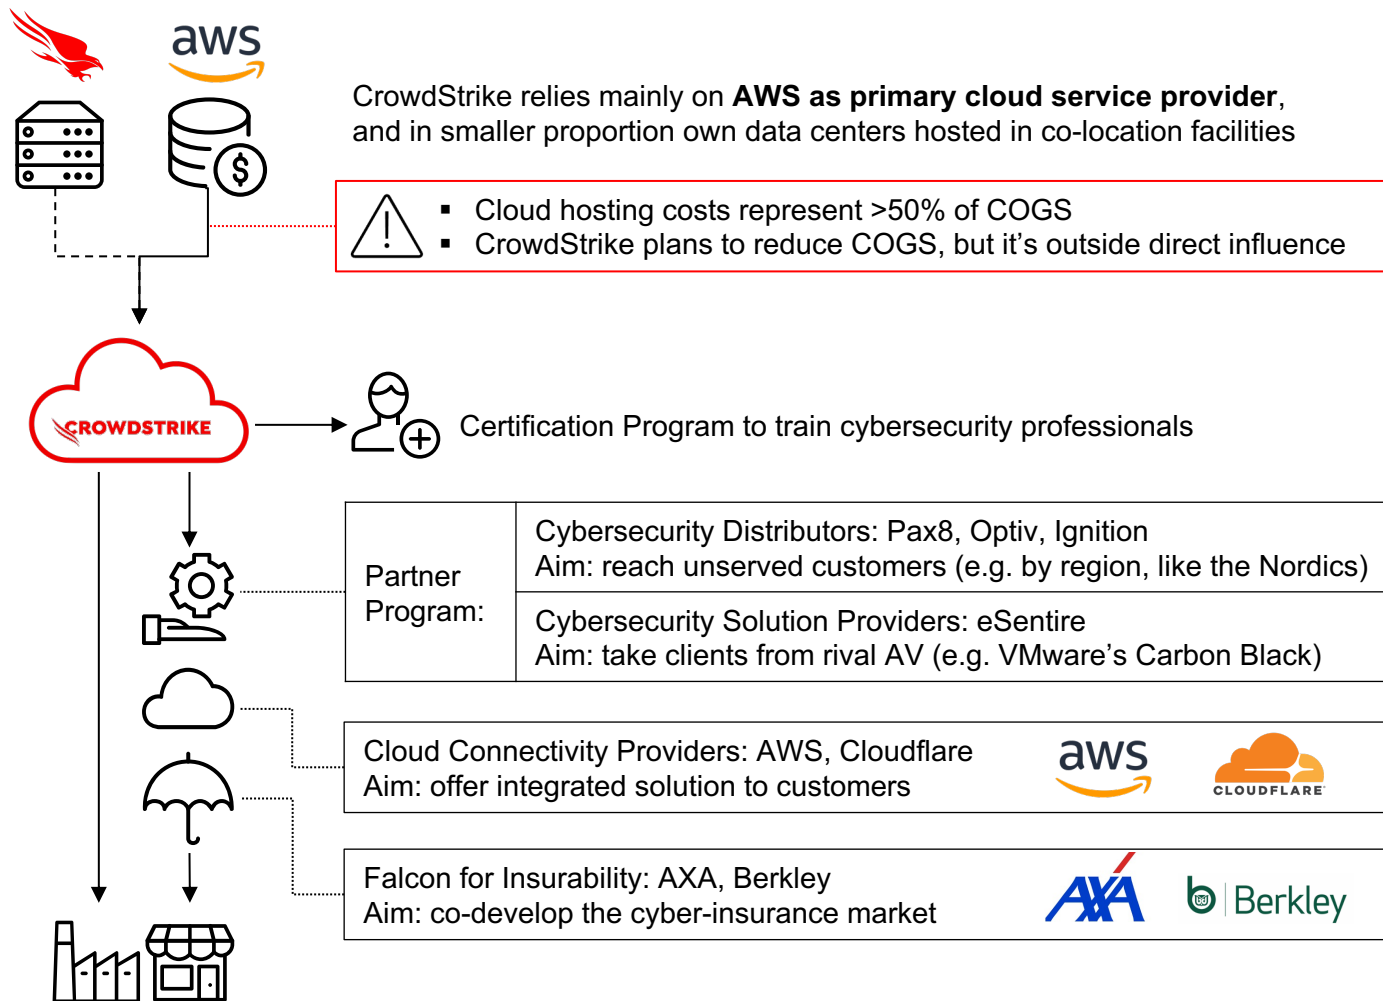 aws
CrowdStrike relies mainly on AWS as primary cloud service provider,
and in smaller proportion own data centers hosted in co-location facilities
$
▪ Cloud hosting costs represent >50% of COGS
▪ CrowdStrike plans to reduce COGS, but it’s outside direct influence
CROWDSTRIKE
Certification Program to train cybersecurity professionals
Partner
Program:
Cybersecurity Distributors: Pax8, Optiv, Ignition
Aim: reach unserved customers (e.g. by region, like the Nordics)
Cybersecurity Solution Providers: eSentire
Aim: take clients from rival AV (e.g. VMware’s Carbon Black)
Cloud Connectivity Providers: AWS, Cloudflare
Aim: offer integrated solution to customers
aws
CLOUDFLARE
Falcon for Insurability: AXA, Berkley
Aim: co-develop the cyber-insurance market
AXA
b | Berkley